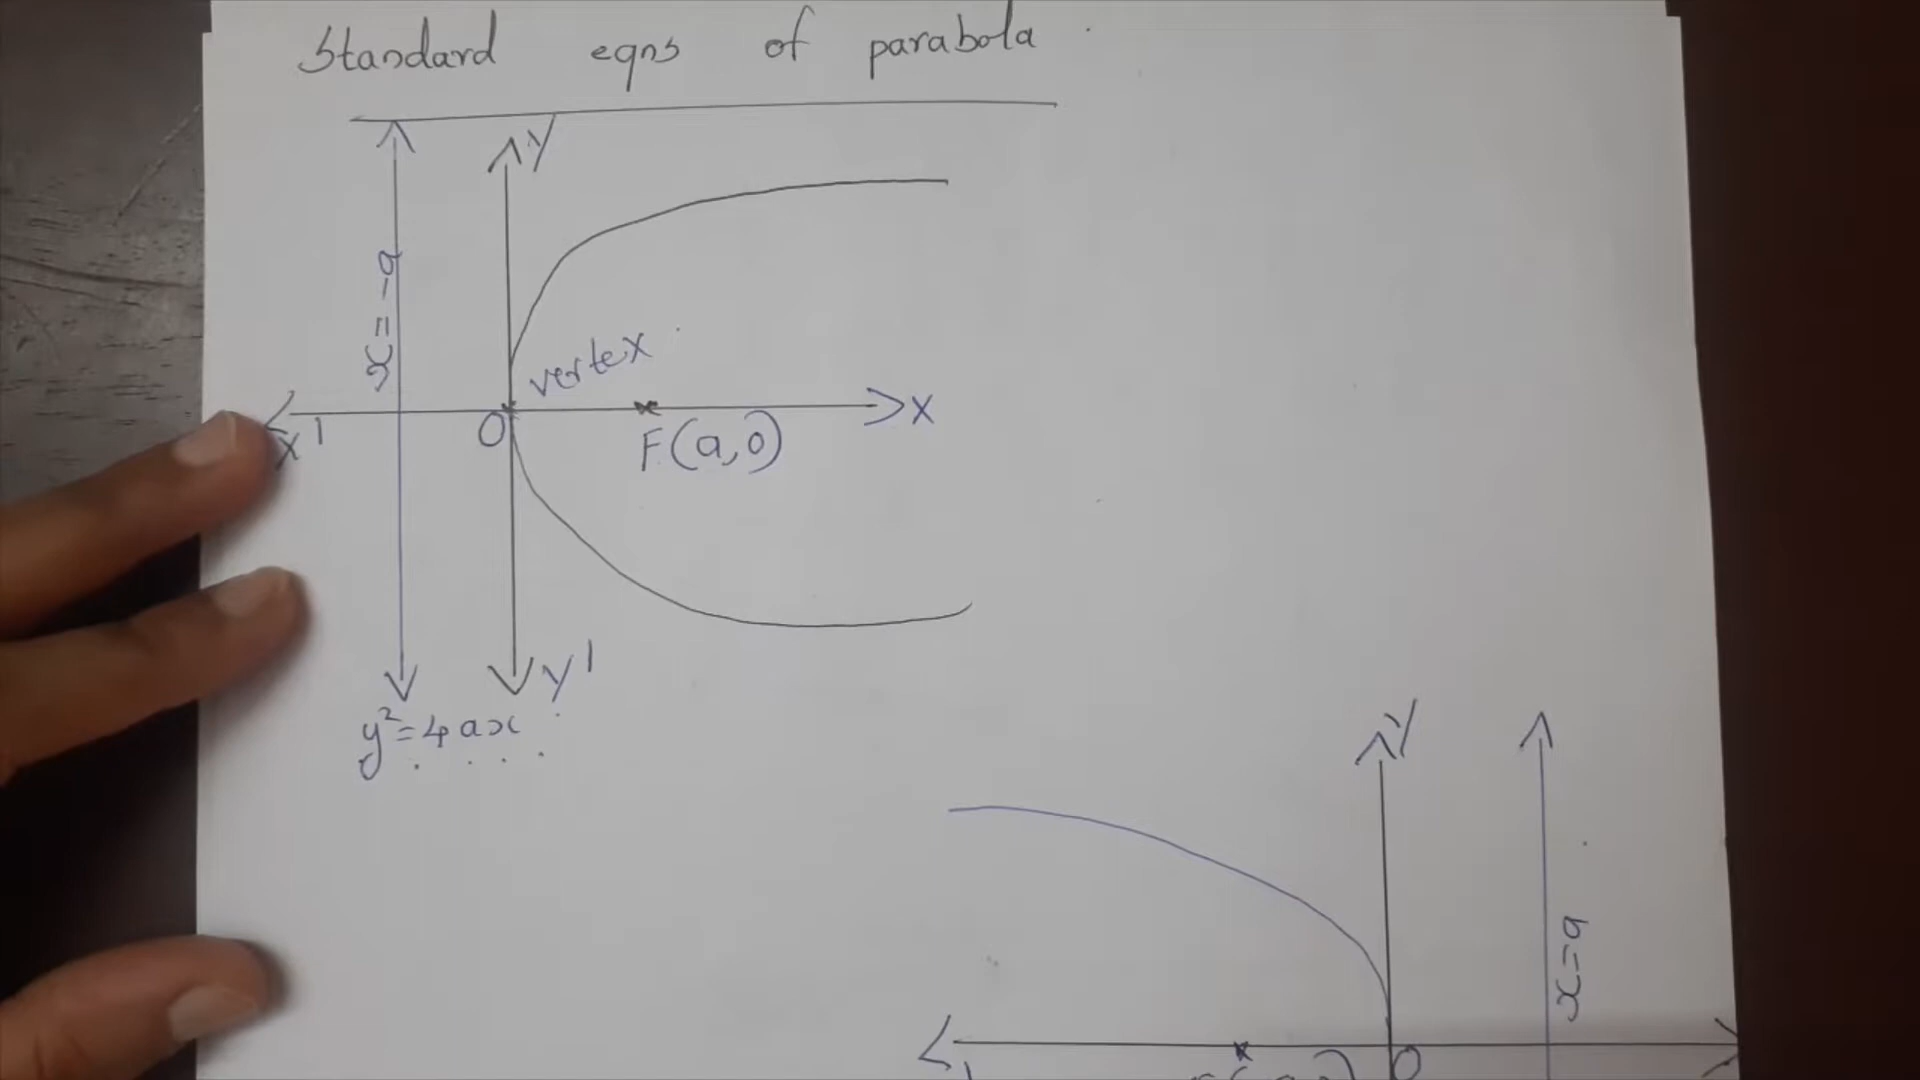 Standard eqns of parabola
Y
x = -a
vertex
X'
O
F(a,0)
X
Y'
y² = 4ax
Y
x=a
O